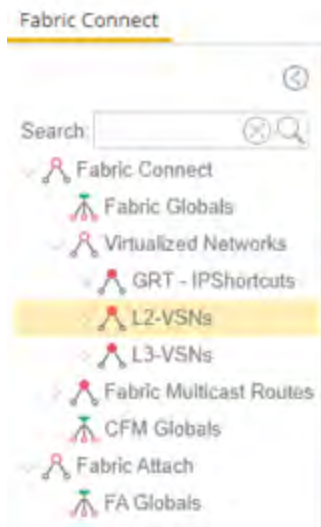 Fabric Connect
Search:
Fabric Connect
Fabric Globals
Virtualized Networks
GRT - IPShortcuts
L2-VSNs
L3-VSNs
Fabric Multicast Routes
CFM Globals
Fabric Attach
FA Globals